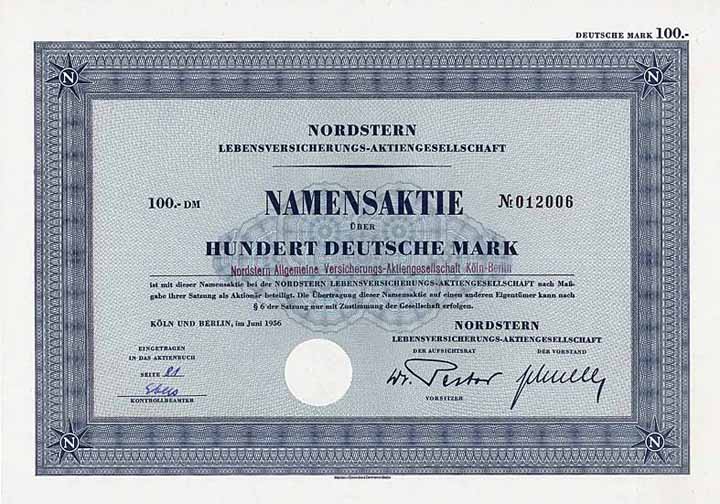 DEUTSCHE MARK 100.-
N N
NORDSTERN
LEBENSVERSICHERUNGS-AKTIENGESELLSCHAFT
100.- DM NAMENSAKTIE № 012006
ÜBER
HUNDERT DEUTSCHE MARK
Nordstern Allgemeine Versicherungs-Aktiengesellschaft Köln-Berlin
ist mit dieser Namensaktie bei der NORDSTERN LEBENSVERSICHERUNGS-AKTIENGESELLSCHAFT nach Maß-
gabe ihrer Satzung als Aktionär beteiligt. Die Übertragung dieser Namensaktie auf einen anderen Eigentümer kann nach
§ 6 der Satzung nur mit Zustimmung der Gesellschaft erfolgen.
KÖLN UND BERLIN, im Juni 1956
NORDSTERN
LEBENSVERSICHERUNGS-AKTIENGESELLSCHAFT
DER AUFSICHTSRAT DER VORSTAND
EINGETRAGEN
IN DAS AKTIENBUCH
SEITE 21
KONTROLLBEAMTER
VORSITZER
N N